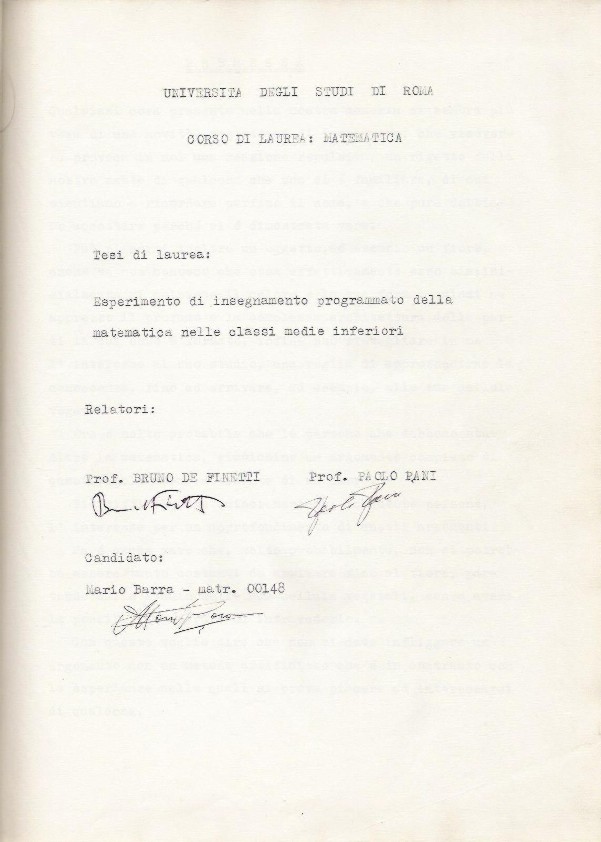 UNIVERSITA DEGLI STUDI DI ROMA
CORSO DI LAUREA: MATEMATICA
Tesi di laurea:
Esperimento di insegnamento programmato della
matematica nelle classi medie inferiori
Relatori:
Prof. BRUNO DE FINETTI Prof. PAOLO PANI
Candidato:
Mario Barra - matr. 00148